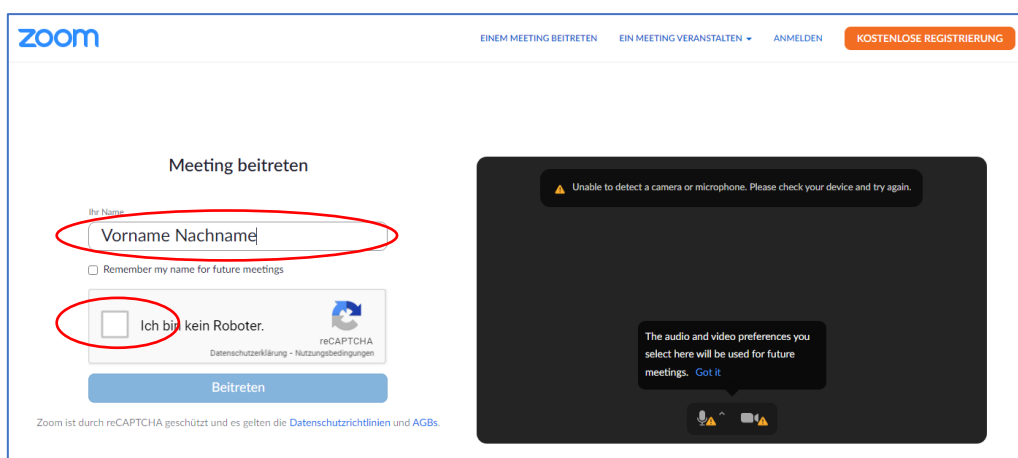 zoom
EINEM MEETING BEITRETEN EIN MEETING VERANSTALTEN ANMELDEN KOSTENLOSE REGISTRIERUNG
Meeting beitreten
Ihr Name
Vorname Nachname
Remember my name for future meetings
Ich bin kein Roboter.
reCAPTCHA
Datenschutzerklärung - Nutzungsbedingungen
Beitreten
Zoom ist durch reCAPTCHA geschützt und es gelten die Datenschutzrichtlinien und AGBs.
Unable to detect a camera or microphone. Please check your device and try again.
The audio and video preferences you
select here will be used for future
meetings. Got it